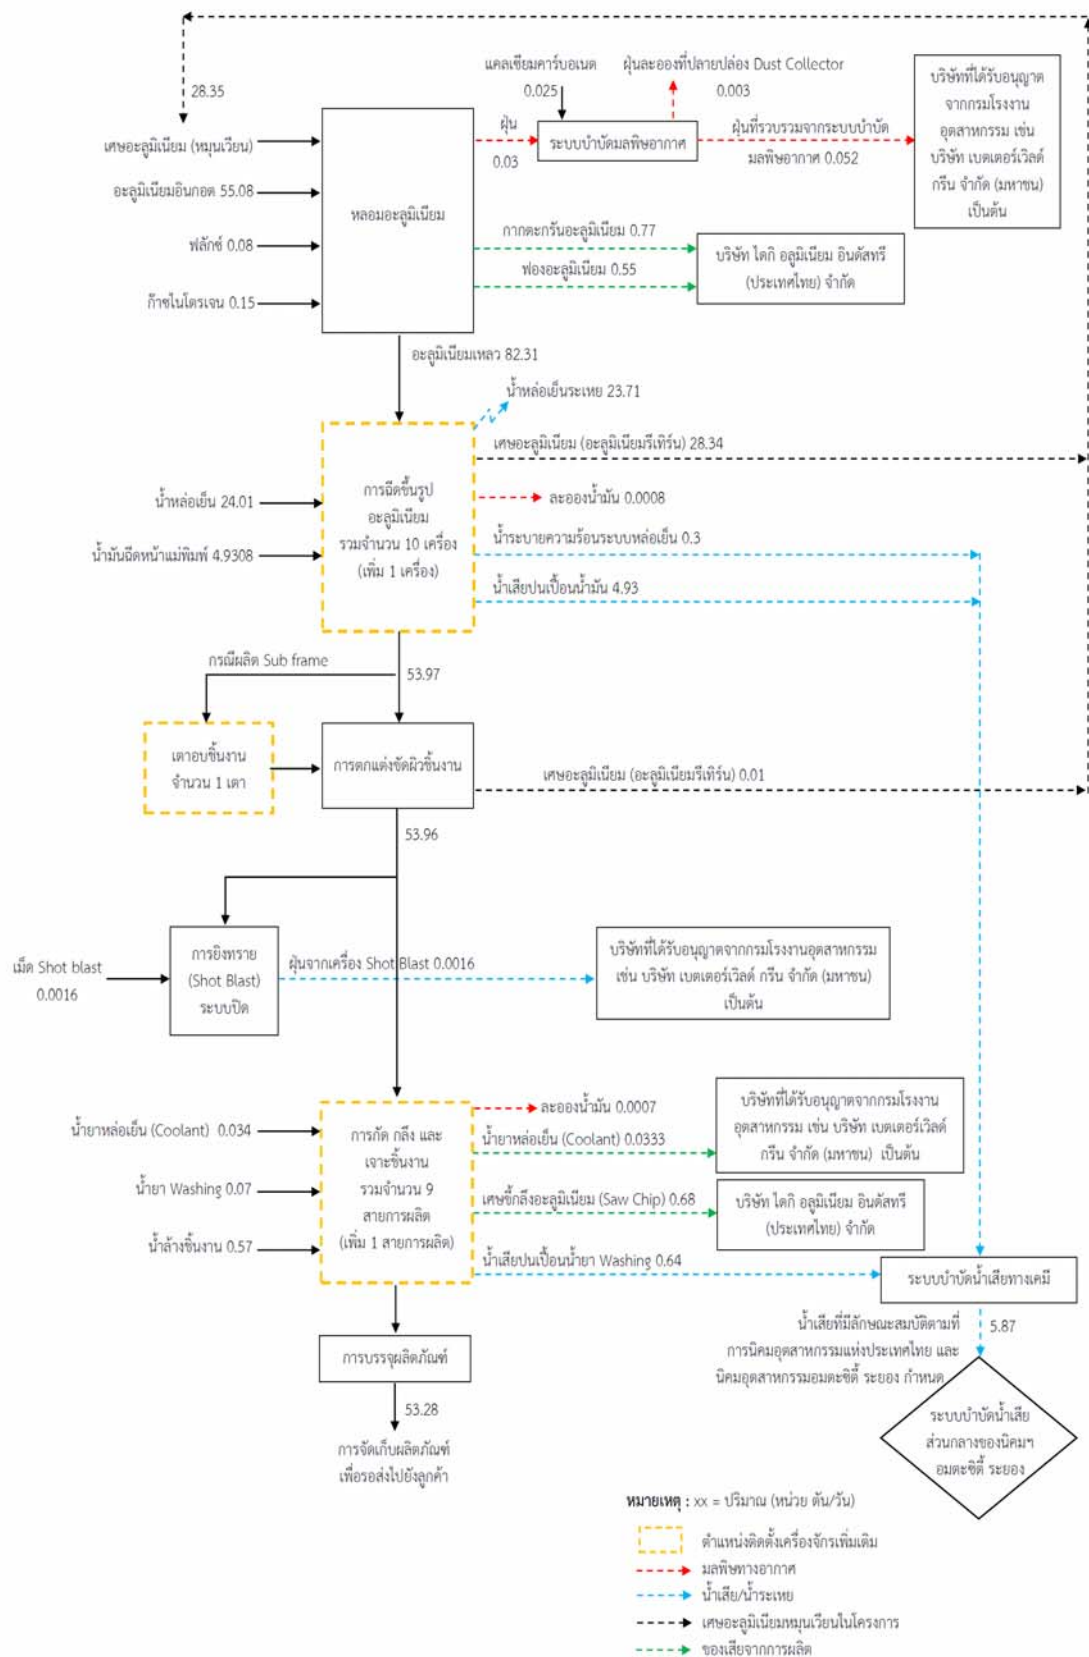 28.35
แคลเซียมคาร์บอเนต
0.025
ฝุ่นละอองที่ปลายปล่อง Dust Collector
0.003
บริษัทที่ได้รับอนุญาต
จากกรมโรงงาน
อุตสาหกรรม เช่น
บริษัท เบตเตอร์เวิลด์
กรีน จำกัด (มหาชน)
เป็นต้น
เศษอะลูมิเนียม (หมุนเวียน)
อะลูมิเนียมอินกอต 55.08
ฟลักซ์ 0.08
ก๊าซไนโตรเจน 0.15
หลอมอะลูมิเนียม
ฝุ่น
0.03
ระบบบำบัดมลพิษอากาศ
ฝุ่นที่รวบรวมจากระบบบำบัด
มลพิษอากาศ 0.052
กากตะกรันอะลูมิเนียม 0.77
ฟองอะลูมิเนียม 0.55
บริษัท ไดกิ อลูมิเนียม อินดัสทรี
(ประเทศไทย) จำกัด
อะลูมิเนียมเหลว 82.31
น้ำหล่อเย็นระเหย 23.71
เศษอะลูมิเนียม (อะลูมิเนียมรีเทิร์น) 28.34
น้ำหล่อเย็น 24.01
น้ำมันฉีดหน้าแม่พิมพ์ 4.9308
การฉีดขึ้นรูป
อะลูมิเนียม
รวมจำนวน 10 เครื่อง
(เพิ่ม 1 เครื่อง)
ละอองน้ำมัน 0.0008
น้ำระบายความร้อนระบบหล่อเย็น 0.3
น้ำเสียปนเปื้อนน้ำมัน 4.93
กรณีผลิต Sub frame
53.97
เตาอบชิ้นงาน
จำนวน 1 เตา
การตกแต่งขัดผิวชิ้นงาน
เศษอะลูมิเนียม (อะลูมิเนียมรีเทิร์น) 0.01
53.96
เม็ด Shot blast
0.0016
การยิงทราย
(Shot Blast)
ระบบปิด
ฝุ่นจากเครื่อง Shot Blast 0.0016
บริษัทที่ได้รับอนุญาตจากกรมโรงงานอุตสาหกรรม
เช่น บริษัท เบตเตอร์เวิลด์ กรีน จำกัด (มหาชน)
เป็นต้น
น้ำยาหล่อเย็น (Coolant) 0.034
น้ำยา Washing 0.07
น้ำล้างชิ้นงาน 0.57
การกัด กลึง และ
เจาะชิ้นงาน
รวมจำนวน 9
สายการผลิต
(เพิ่ม 1 สายการผลิต)
ละอองน้ำมัน 0.0007
น้ำยาหล่อเย็น (Coolant) 0.0333
เศษขี้กลึงอะลูมิเนียม (Saw Chip) 0.68
น้ำเสียปนเปื้อนน้ำยา Washing 0.64
บริษัทที่ได้รับอนุญาตจากกรมโรงงาน
อุตสาหกรรม เช่น บริษัท เบตเตอร์เวิลด์
กรีน จำกัด (มหาชน) เป็นต้น
บริษัท ไดกิ อลูมิเนียม อินดัสทรี
(ประเทศไทย) จำกัด
ระบบบำบัดน้ำเสียทางเคมี
น้ำเสียที่มีลักษณะสมบัติตามที่
การนิคมอุตสาหกรรมแห่งประเทศไทย และ
นิคมอุตสาหกรรมอมตะซิตี้ ระยอง กำหนด
5.87
การบรรจุผลิตภัณฑ์
53.28
การจัดเก็บผลิตภัณฑ์
เพื่อรอส่งไปยังลูกค้า
ระบบบำบัดน้ำเสีย
ส่วนกลางของนิคมฯ
อมตะซิตี้ ระยอง
หมายเหตุ : xx = ปริมาณ (หน่วย ตัน/วัน)
ตำแหน่งติดตั้งเครื่องจักรเพิ่มเติม
มลพิษทางอากาศ
น้ำเสีย/น้ำระเหย
เศษอะลูมิเนียมหมุนเวียนในโครงการ
ของเสียจากการผลิต